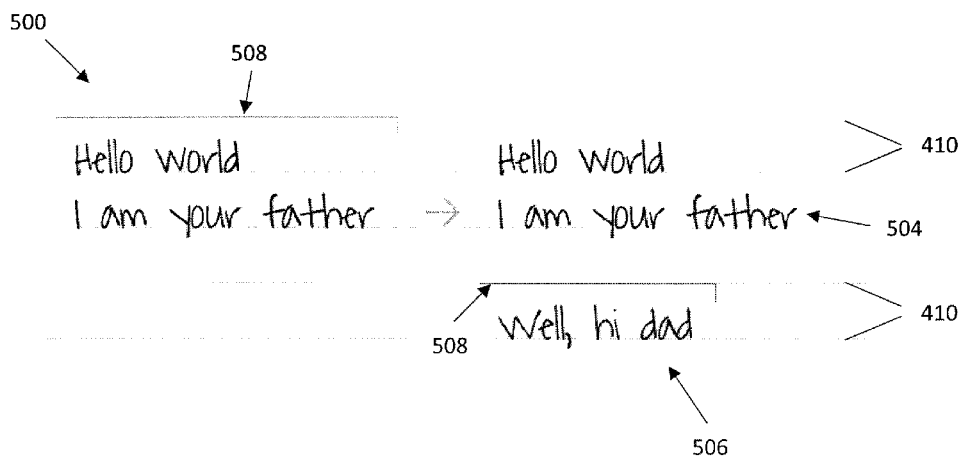 500
508
Hello world Hello world 410
I am your father → I am your father 504
410
508 Well, hi dad
506